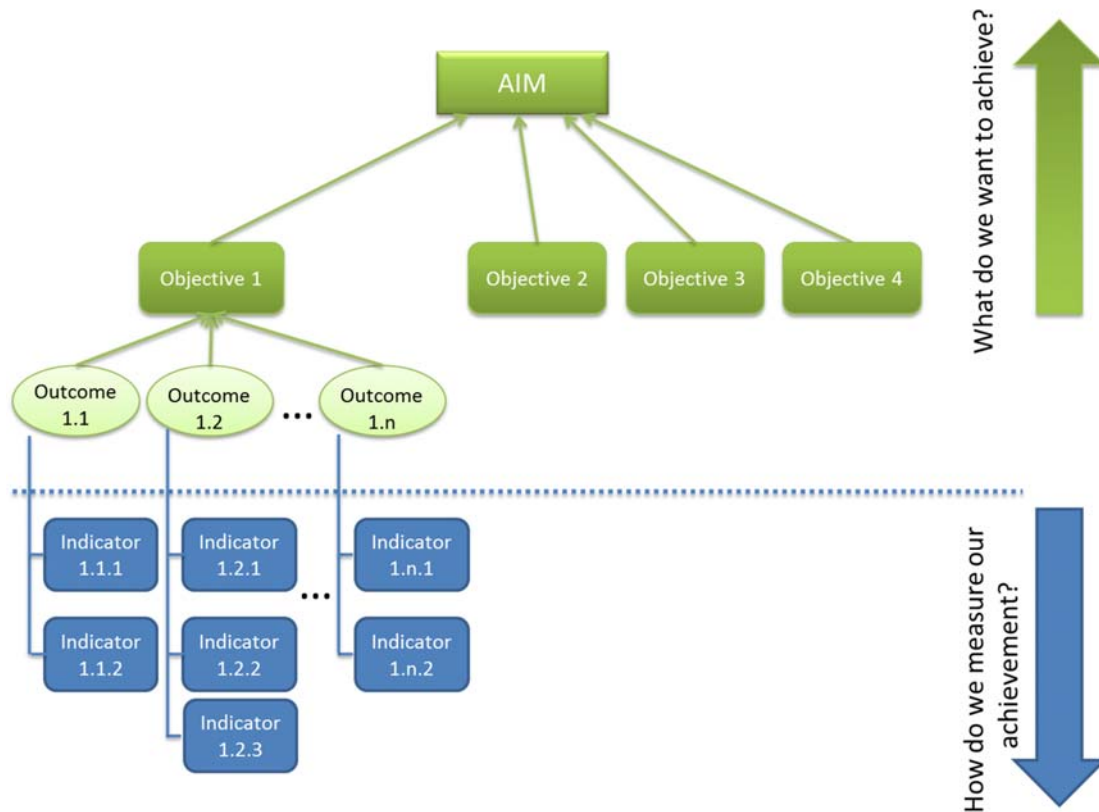 AIM
What do we want to achieve?
Objective 1
Objective 2
Objective 3
Objective 4
Outcome
1.1
Outcome
1.2
...
Outcome
1.n
Indicator
1.1.1
Indicator
1.2.1
...
Indicator
1.n.1
Indicator
1.1.2
Indicator
1.2.2
Indicator
1.n.2
Indicator
1.2.3
How do we measure our
achievement?